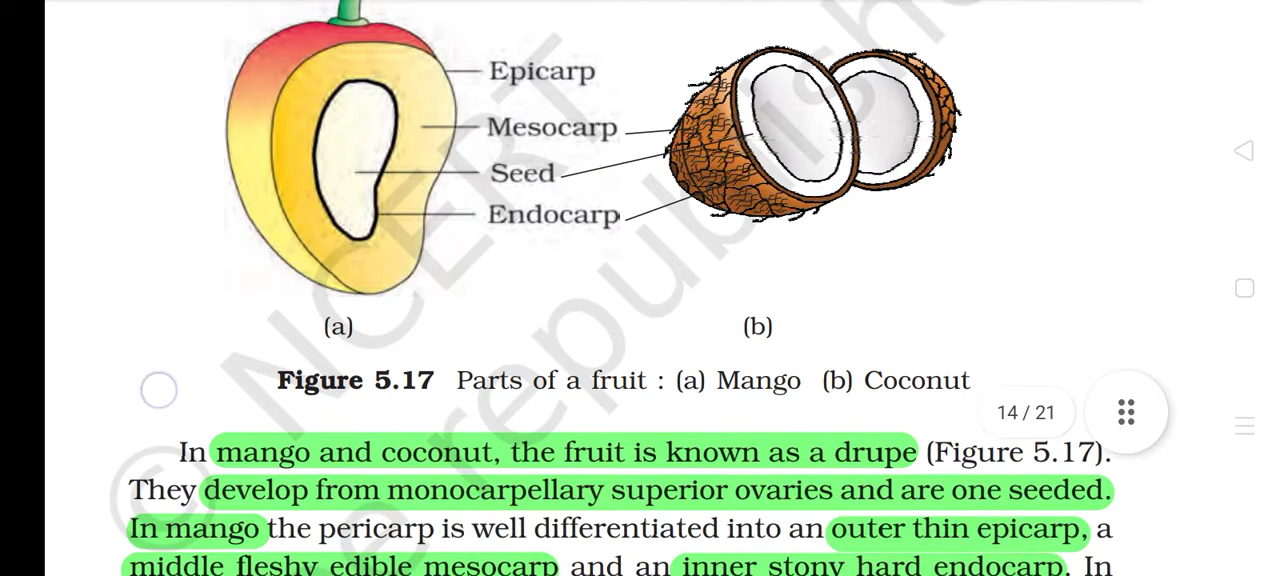 Epicarp
Mesocarp
Seed
Endocarp
(a)
(b)
Figure 5.17 Parts of a fruit : (a) Mango (b) Coconut
14 / 21
In mango and coconut, the fruit is known as a drupe (Figure 5.17).
They develop from monocarpellary superior ovaries and are one seeded.
In mango the pericarp is well differentiated into an outer thin epicarp, a
middle fleshy edible mesocarp and an inner stony hard endocarp. In
© NCERT
republishe